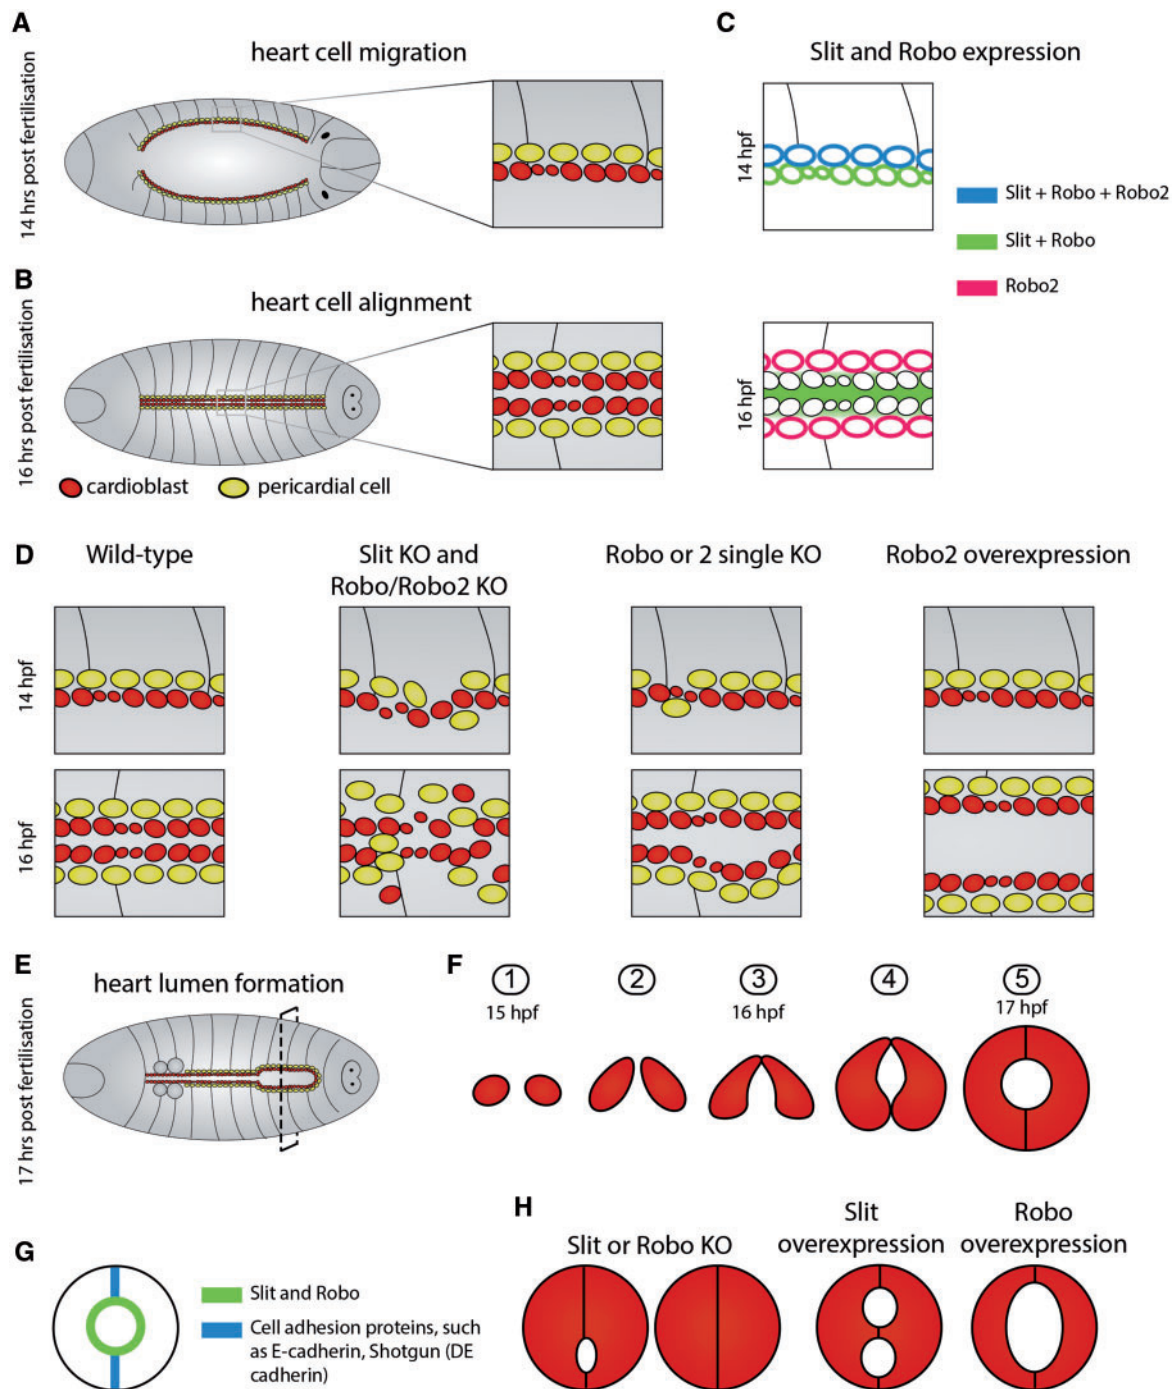 A
heart cell migration
14 hrs post fertilisation
C
Slit and Robo expression
14 hpf
Slit + Robo + Robo2
Slit + Robo
Robo2
B
heart cell alignment
16 hrs post fertilisation
16 hpf
cardioblast
pericardial cell
D
Wild-type
Slit KO and
Robo/Robo2 KO
Robo or 2 single KO
Robo2 overexpression
14 hpf
16 hpf
E
heart lumen formation
17 hrs post fertilisation
F
1
2
3
4
5
15 hpf
16 hpf
17 hpf
G
Slit and Robo
Cell adhesion proteins, such
as E-cadherin, Shotgun (DE
cadherin)
H
Slit or Robo KO
Slit
overexpression
Robo
overexpression